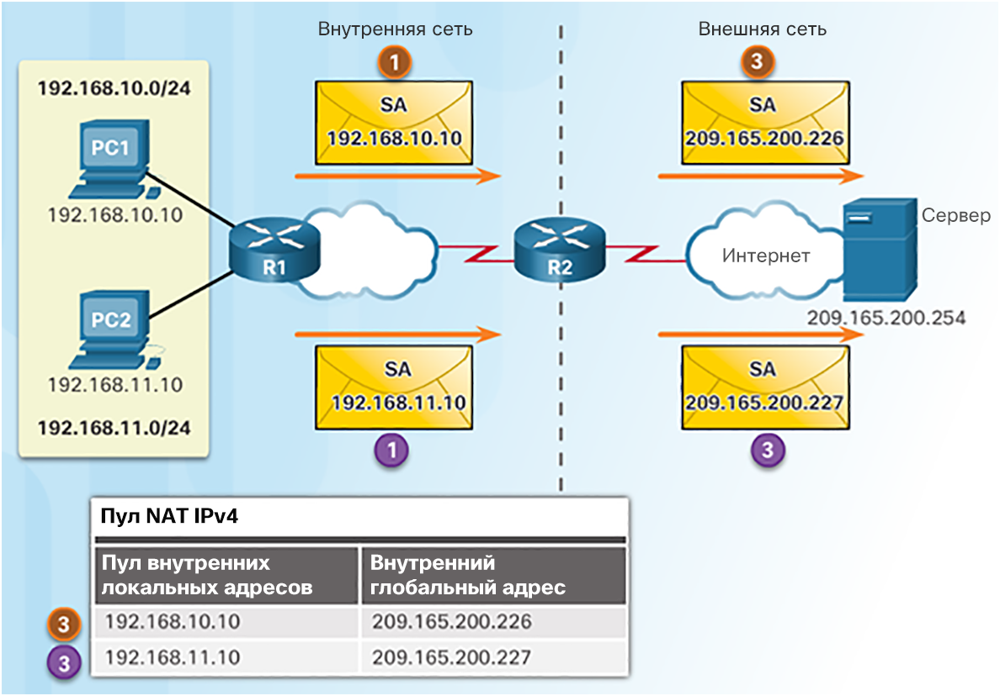 Внутренняя сеть
Внешняя сеть
1
3
192.168.10.0/24
SA
192.168.10.10
SA
209.165.200.226
PC1
192.168.10.10
Сервер
R1
R2
Интернет
PC2
209.165.200.254
192.168.11.10
192.168.11.0/24
SA
192.168.11.10
SA
209.165.200.227
1
3
Пул NAT IPv4
Пул внутренних
локальных адресов
Внутренний
глобальный адрес
3
192.168.10.10
209.165.200.226
3
192.168.11.10
209.165.200.227